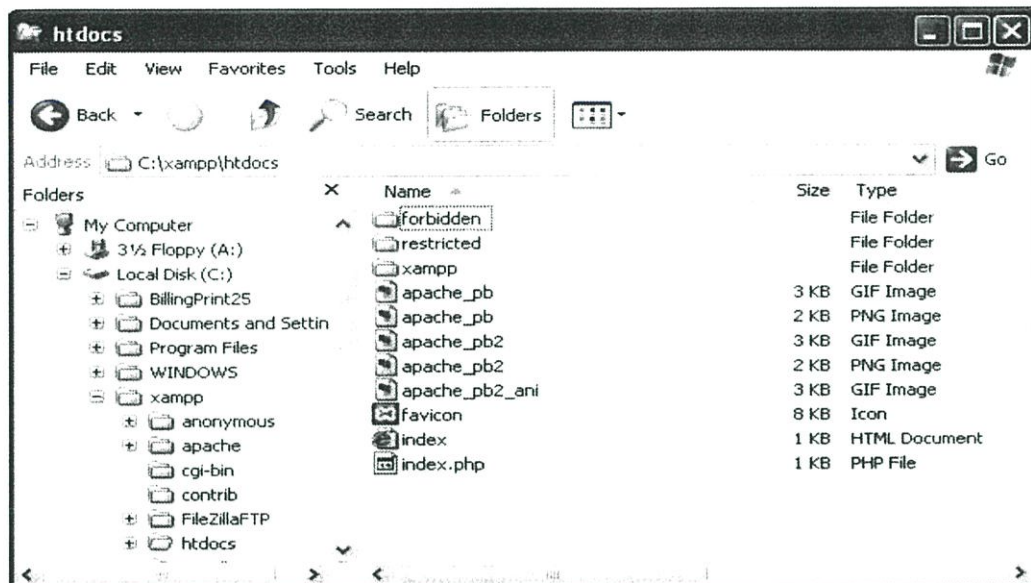 htdocs
File Edit View Favorites Tools Help
Back Search Folders
Address C:\xampp\htdocs Go
Folders
My Computer
3½ Floppy (A:)
Local Disk (C:)
BillingPrint25
Documents and Settin
Program Files
WINDOWS
xampp
anonymous
apache
cgi-bin
contrib
FileZillaFTP
htdocs
Name Size Type
forbidden File Folder
restricted File Folder
xampp File Folder
apache_pb 3 KB GIF Image
apache_pb 2 KB PNG Image
apache_pb2 3 KB GIF Image
apache_pb2 2 KB PNG Image
apache_pb2_ani 3 KB GIF Image
favicon 8 KB Icon
index 1 KB HTML Document
index.php 1 KB PHP File